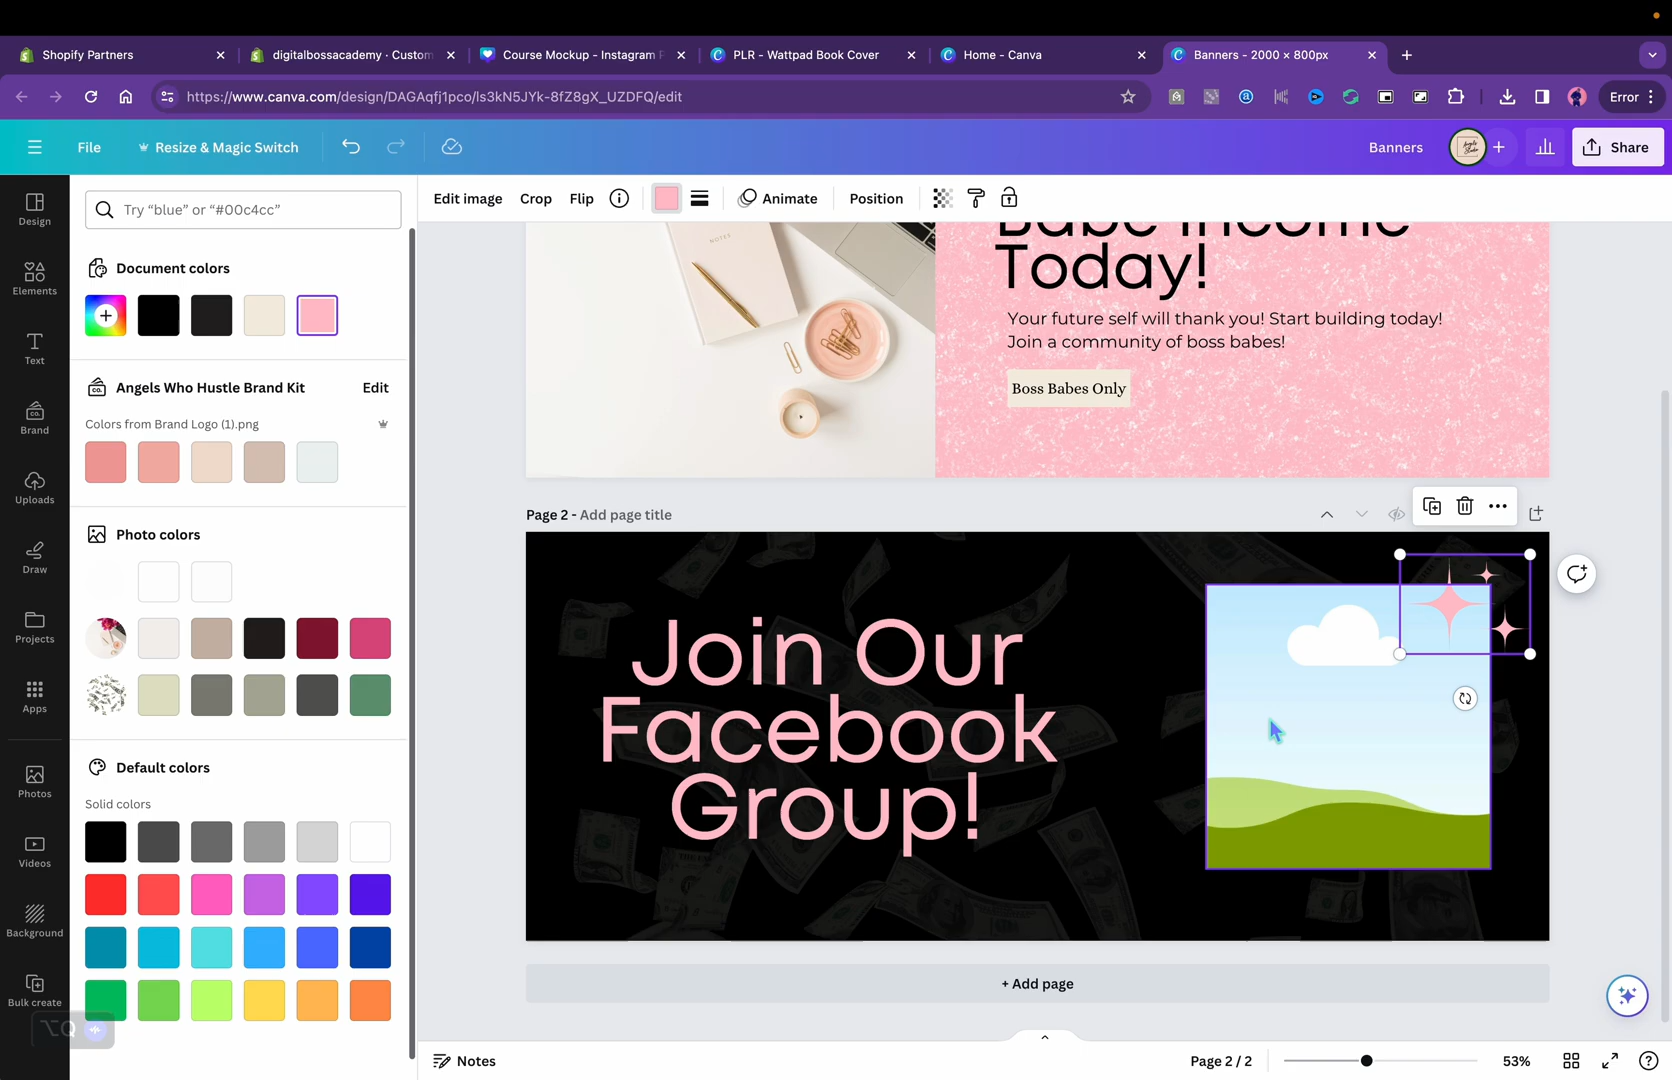 Shopify Partners
digitalbossacademy · Custom
Course Mockup - Instagram P
PLR - Wattpad Book Cover
Home - Canva
Banners - 2000 × 800px
https://www.canva.com/design/DAGAqfj1pco/ls3kN5JYk-8fZ8gX_UZDFQ/edit
Error
File
Resize & Magic Switch
Banners
Share
Design
Elements
Text
Brand
Uploads
Draw
Projects
Apps
Photos
Videos
Background
Bulk create
Try “blue” or “#00c4cc”
Document colors
Angels Who Hustle Brand Kit
Edit
Colors from Brand Logo (1).png
Photo colors
Default colors
Solid colors
⌥Q
Edit image
Crop
Flip
Animate
Position
NOTES
Babe Income
Today!
Your future self will thank you! Start building today!
Join a community of boss babes!
Boss Babes Only
Page 2 - Add page title
Join Our
Facebook
Group!
+ Add page
Notes
Page 2 / 2
53%